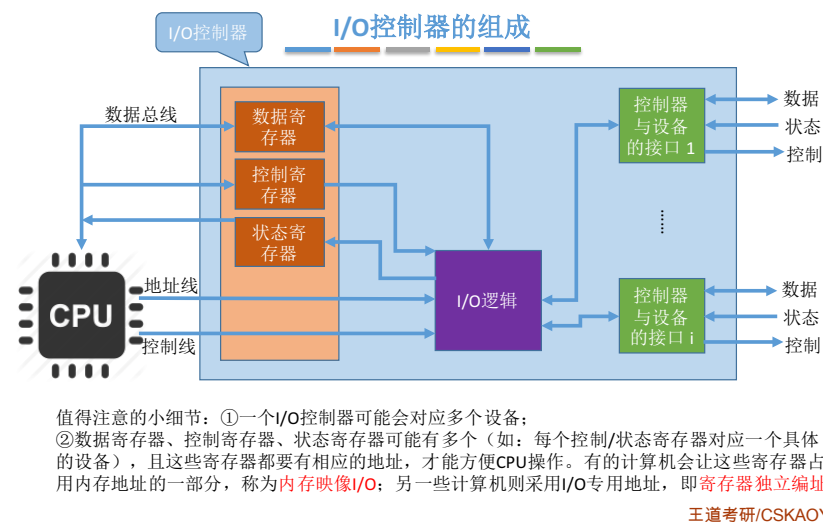 I/O控制器的组成
I/O控制器
数据总线
数据寄
存器
控制寄
存器
状态寄
存器
CPU
地址线
控制线
I/O逻辑
控制器
与设备
的接口 1
数据
状态
控制
......
控制器
与设备
的接口 i
数据
状态
控制
值得注意的小细节：①一个I/O控制器可能会对应多个设备；
②数据寄存器、控制寄存器、状态寄存器可能有多个（如：每个控制/状态寄存器对应一个具体
的设备），且这些寄存器都要有相应的地址，才能方便CPU操作。有的计算机会让这些寄存器占
用内存地址的一部分，称为内存映像I/O；另一些计算机则采用I/O专用地址，即寄存器独立编址
王道考研/CSKAOY